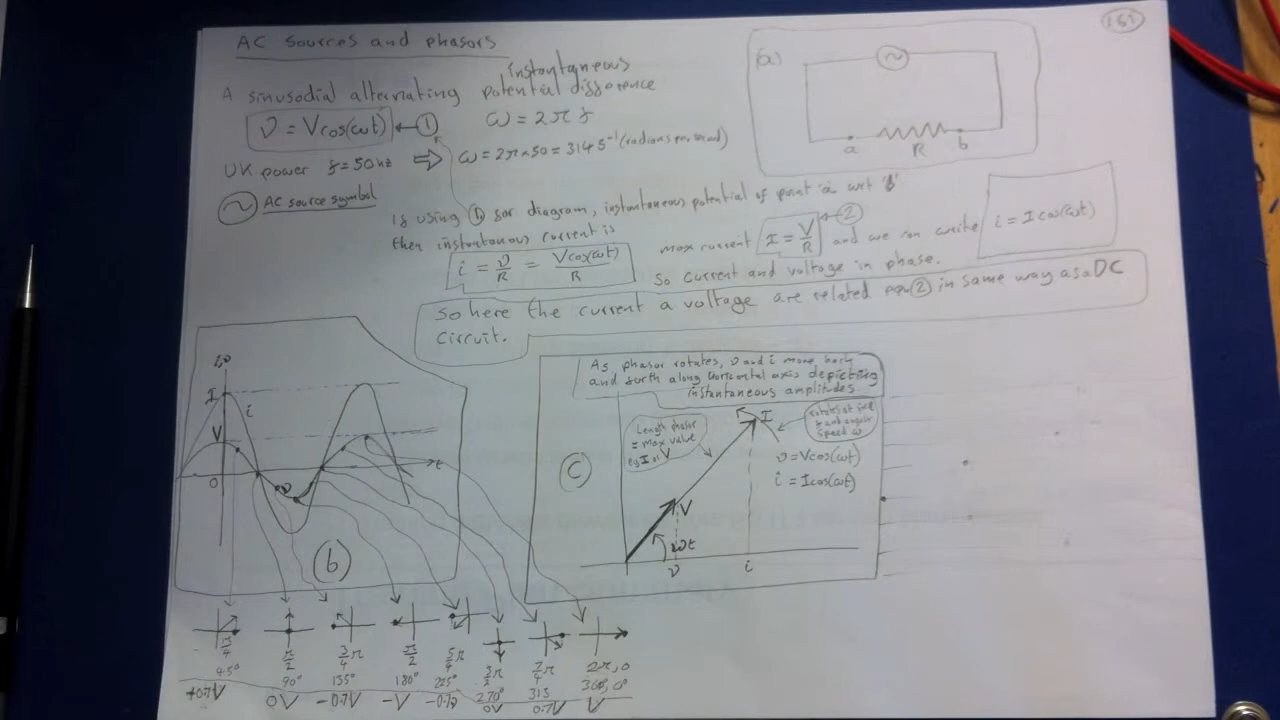 151
AC sources and phasors
A sinusodial alternating instantaneous potential difference
v = Vcos(ωt) ← 1
ω = 2π f
UK power f = 50hz ⇒ ω = 2π x 50 = 314 S⁻¹ (radians per second)
~ AC source symbol
(a)
a R b
If using 1 for diagram, instantaneous potential of point 'a' wrt 'b'
then instantanous current is
i = v/R = Vcos(ωt)/R
max current I = V/R ← 2 and we can write i = I cos(ωt)
So current and voltage in phase.
So here the current a voltage are related eqn 2 in same way as a DC
circuit.
i,v
I
i
V
0
v
t
(b)
As phasor rotates, v and i move back
and forth along horizontal axis depicting
instantaneous amplitudes
Length phasor
= max value
eg I or V
rotates at freq
f and angular
speed ω
I
v = Vcos(ωt)
i = Icos(ωt)
(C)
V
ωt
v i
π/4 π/2 3/4 π π/2 5/4 π 3/2 π 7/4 π 2π, 0
45° 90° 135° 180° 225° 270° 315 360°, 0°
+0.7V 0V -0.7V -V -0.7v 0V 0.7V V